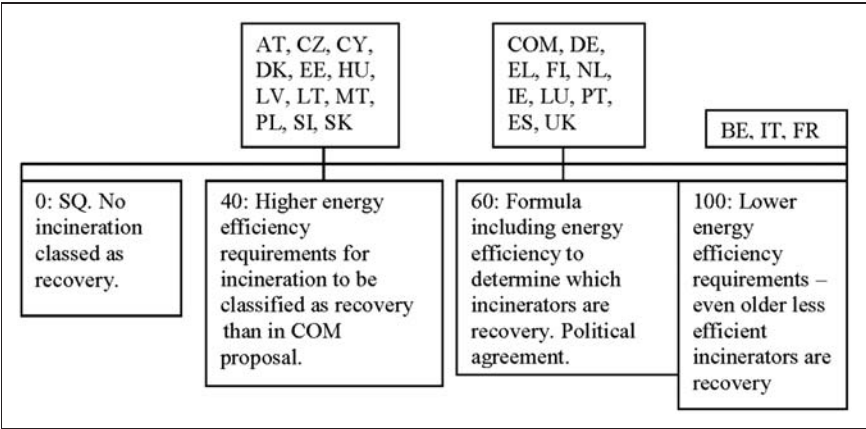 AT, CZ, CY,
DK, EE, HU,
LV, LT, MT,
PL, SI, SK
COM, DE,
EL, FI, NL,
IE, LU, PT,
ES, UK
BE, IT, FR
0: SQ. No
incineration
classed as
recovery.
40: Higher energy
efficiency
requirements for
incineration to be
classified as recovery
than in COM
proposal.
60: Formula
including energy
efficiency to
determine which
incinerators are
recovery. Political
agreement.
100: Lower
energy
efficiency
requirements –
even older less
efficient
incinerators are
recovery